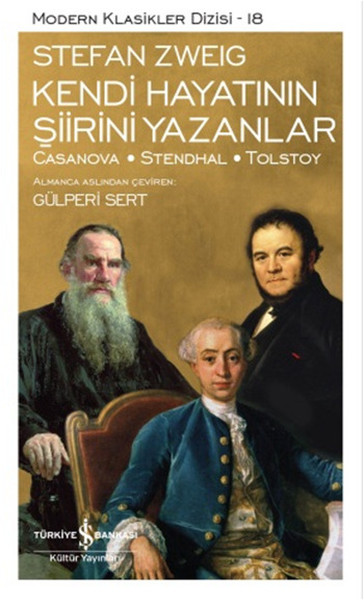 MODERN KLASİKLER DİZİSİ - 18
STEFAN ZWEIG
KENDİ HAYATININ
ŞİİRİNİ YAZANLAR
CASANOVA • STENDHAL • TOLSTOY
ALMANCA ASLINDAN ÇEVİREN:
GÜLPERİ SERT
TÜRKİYE İŞ BANKASI
Kültür Yayınları